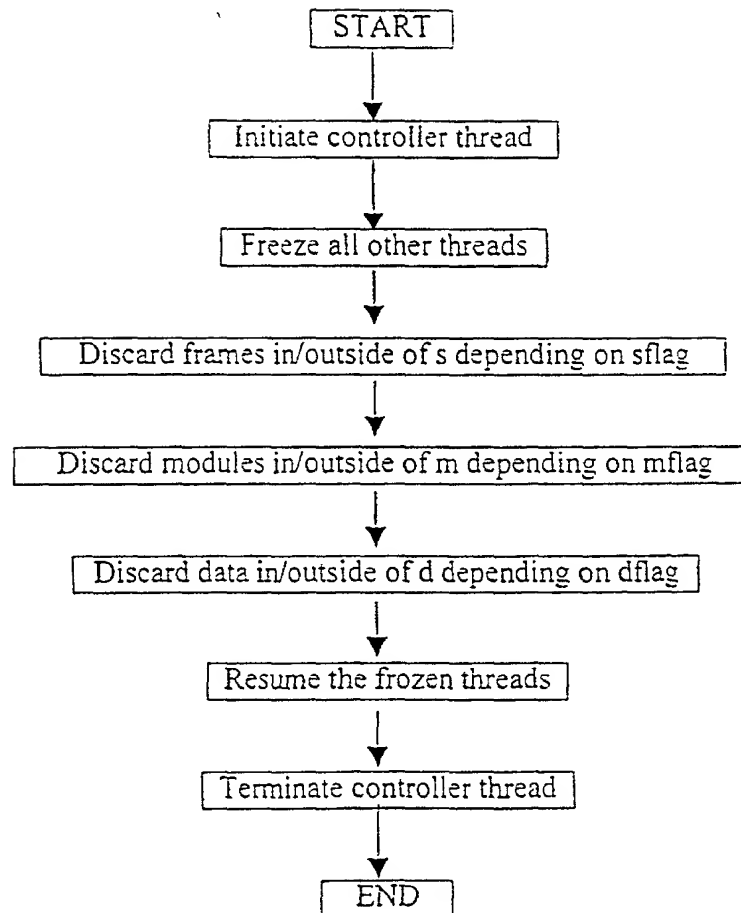 START
Initiate controller thread
Freeze all other threads
Discard frames in/outside of s depending on sflag
Discard modules in/outside of m depending on mflag
Discard data in/outside of d depending on dflag
Resume the frozen threads
Terminate controller thread
END